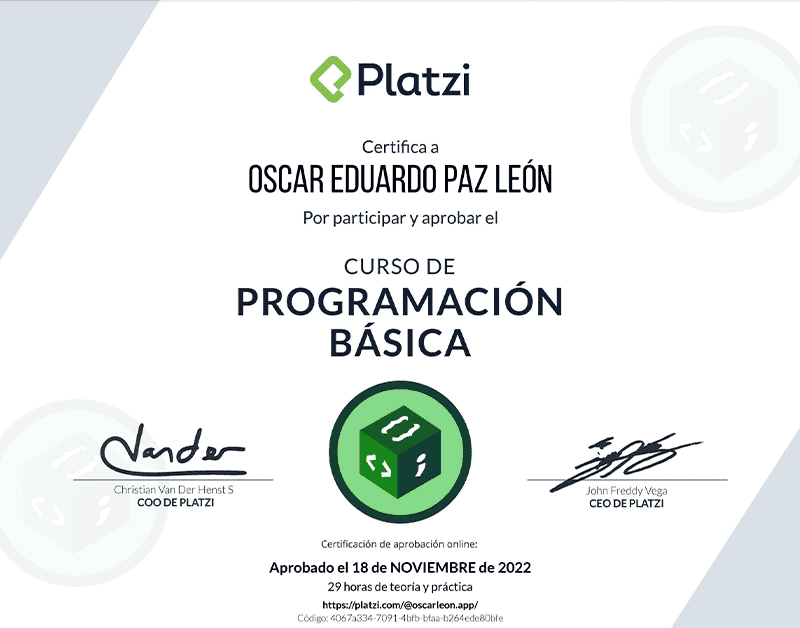 Platzi
Certifica a
OSCAR EDUARDO PAZ LEÓN
Por participar y aprobar el
CURSO DE
PROGRAMACIÓN
BÁSICA
Vander
Christian Van Der Henst S
COO DE PLATZI
John Freddy Vega
CEO DE PLATZI
Certificación de aprobación online:
Aprobado el 18 de NOVIEMBRE de 2022
29 horas de teoría y práctica
https://platzi.com/@oscarleon.app/
Código: 4067a334-7091-4bfb-bfaa-b264ede80bfe